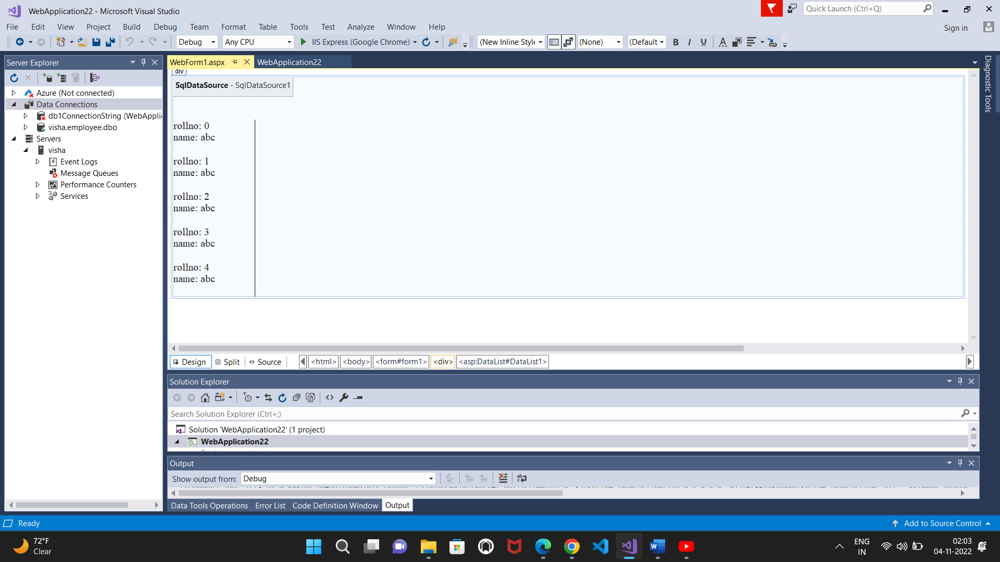 WebApplication22 - Microsoft Visual Studio
Quick Launch (Ctrl+Q)
File Edit View Project Build Debug Team Format Table Tools Test Analyze Window Help
Sign in
Debug Any CPU IIS Express (Google Chrome) (New Inline Style (None) (Default B I U
Server Explorer
WebForm1.aspx WebApplication22
Diagnostic Tools
div
SqlDataSource - SqlDataSource1
Azure (Not connected)
Data Connections
db1ConnectionString (WebAppli
visha.employee.dbo
Servers
visha
Event Logs
Message Queues
Performance Counters
Services
rollno: 0
name: abc
rollno: 1
name: abc
rollno: 2
name: abc
rollno: 3
name: abc
rollno: 4
name: abc
Design Split Source <html> <body> <form#form1> <div> <asp:DataList#DataList1>
Solution Explorer
Search Solution Explorer (Ctrl+;)
Solution 'WebApplication22' (1 project)
WebApplication22
Output
Show output from: Debug
Data Tools Operations Error List Code Definition Window Output
Ready
Add to Source Control
72°F
Clear
ENG
IN
02:03
04-11-2022